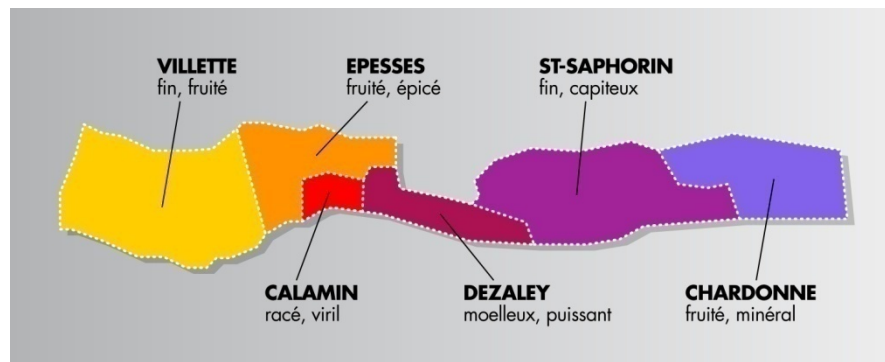 VILLETTE
fin, fruité
EPESSES
fruité, épicé
ST-SAPHORIN
fin, capiteux
CALAMIN
racé, viril
DEZALEY
moelleux, puissant
CHARDONNE
fruité, minéral